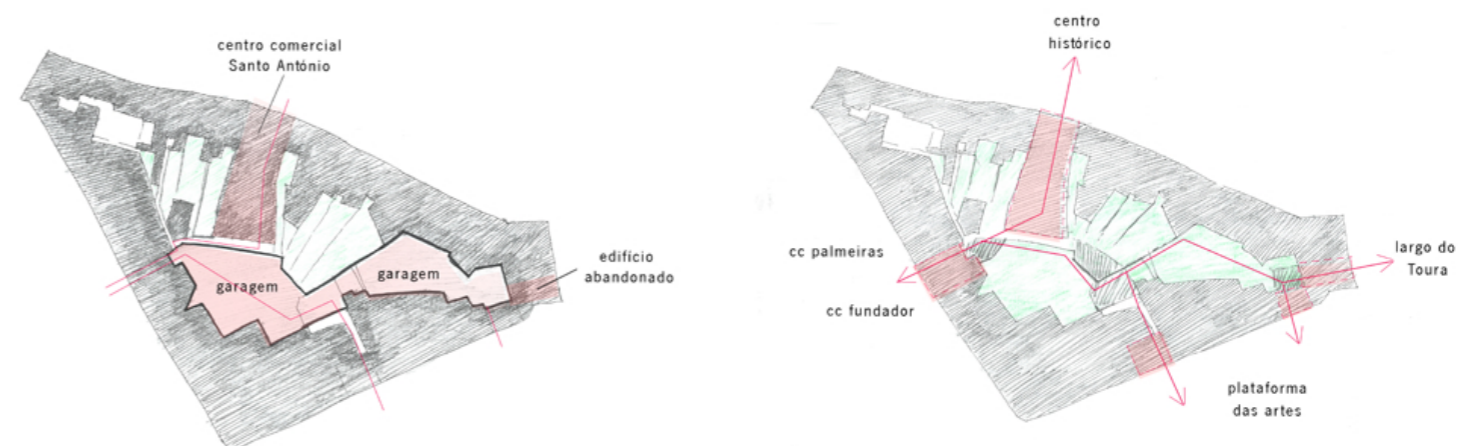 centro comercial
Santo António
garagem
garagem
edifício
abandonado
centro
histórico
cc palmeiras
cc fundador
largo do
Toura
plataforma
das artes